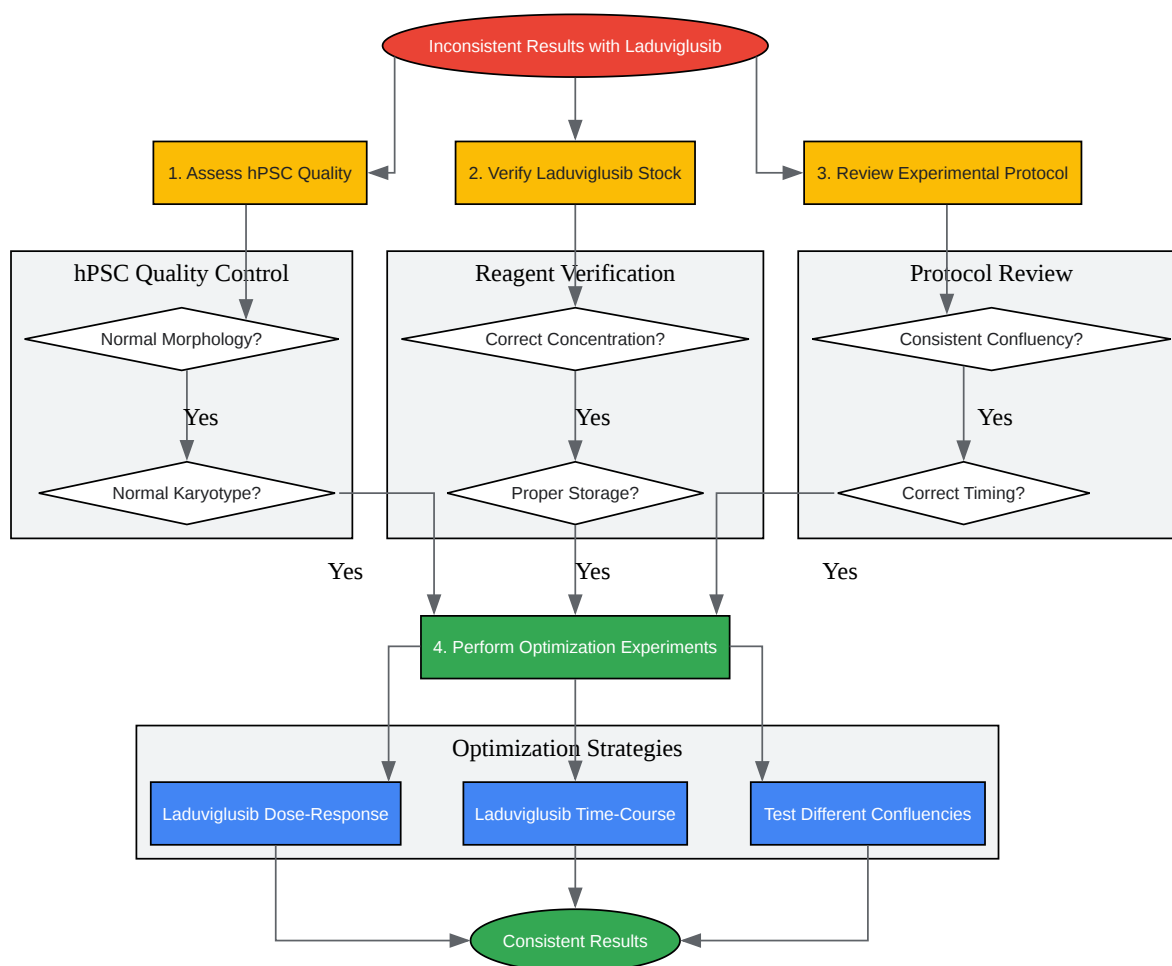 Inconsistent Results with Laduviglusib
1. Assess hPSC Quality
2. Verify Laduviglusib Stock
3. Review Experimental Protocol
hPSC Quality Control
Reagent Verification
Protocol Review
Normal Morphology?
Correct Concentration?
Consistent Confluency?
Yes
Yes
Yes
Normal Karyotype?
Proper Storage?
Correct Timing?
Yes
Yes
Yes
4. Perform Optimization Experiments
Optimization Strategies
Laduviglusib Dose-Response
Laduviglusib Time-Course
Test Different Confluencies
Consistent Results